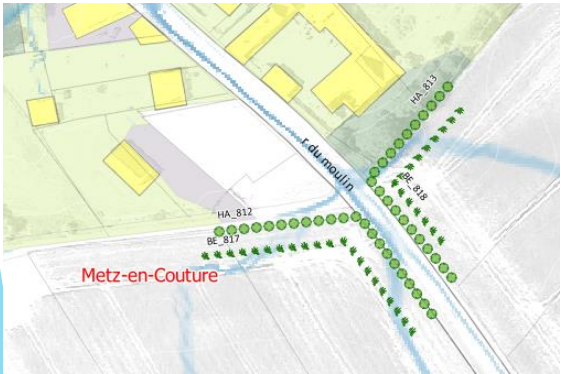 HA_813
r du moulin
BE_818
HA_812
BE_817
Metz-en-Couture